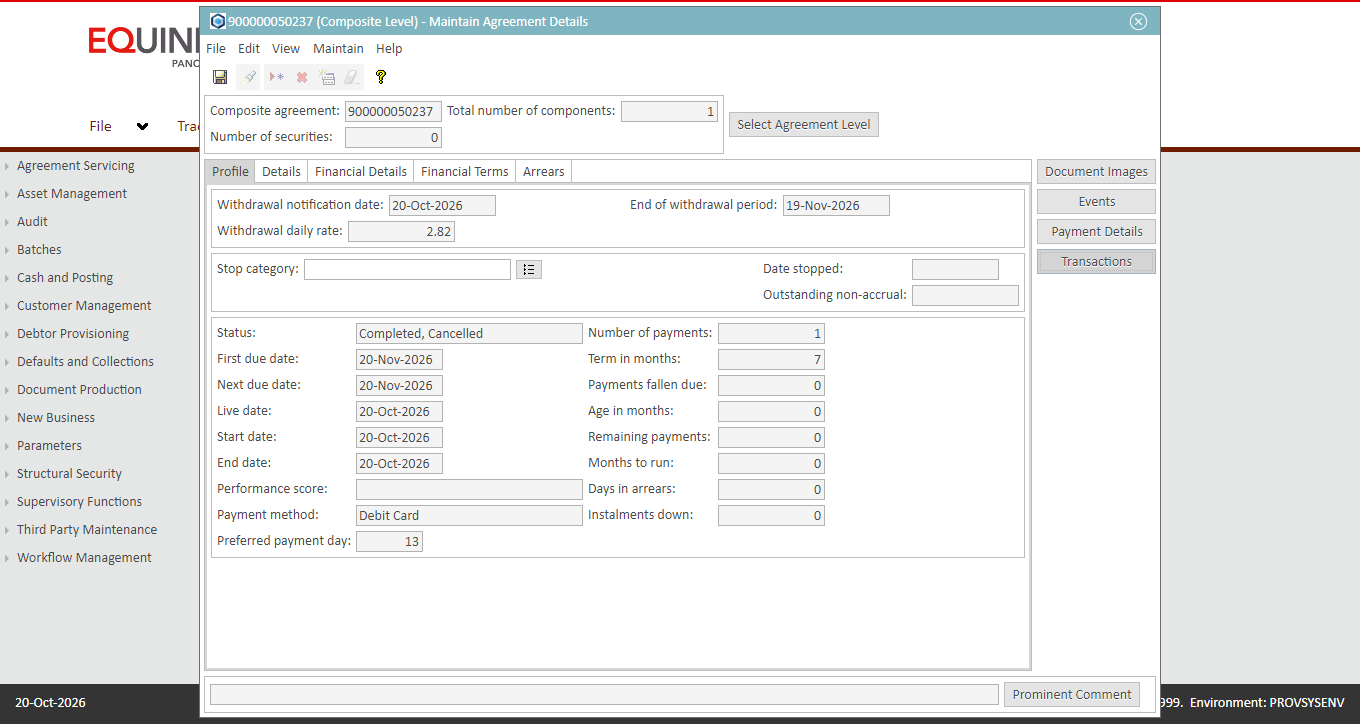 900000050237 (Composite Level) - Maintain Agreement Details
EQUIN
PANO
File Edit View Maintain Help
Composite agreement: 900000050237 Total number of components: 1
Number of securities: 0
Select Agreement Level
File
Agreement Servicing
Asset Management
Audit
Batches
Cash and Posting
Customer Management
Debtor Provisioning
Defaults and Collections
Document Production
New Business
Parameters
Structural Security
Supervisory Functions
Third Party Maintenance
Workflow Management
Profile Details Financial Details Financial Terms Arrears
Withdrawal notification date: 20-Oct-2026 End of withdrawal period: 19-Nov-2026
Withdrawal daily rate: 2.82
Stop category: Date stopped:
Outstanding non-accrual:
Status: Completed, Cancelled Number of payments: 1
First due date: 20-Nov-2026 Term in months: 7
Next due date: 20-Nov-2026 Payments fallen due: 0
Live date: 20-Oct-2026 Age in months: 0
Start date: 20-Oct-2026 Remaining payments: 0
End date: 20-Oct-2026 Months to run: 0
Performance score: Days in arrears: 0
Payment method: Debit Card Instalments down: 0
Preferred payment day: 13
Document Images
Events
Payment Details
Transactions
Prominent Comment
20-Oct-2026
999. Environment: PROVSYSENV